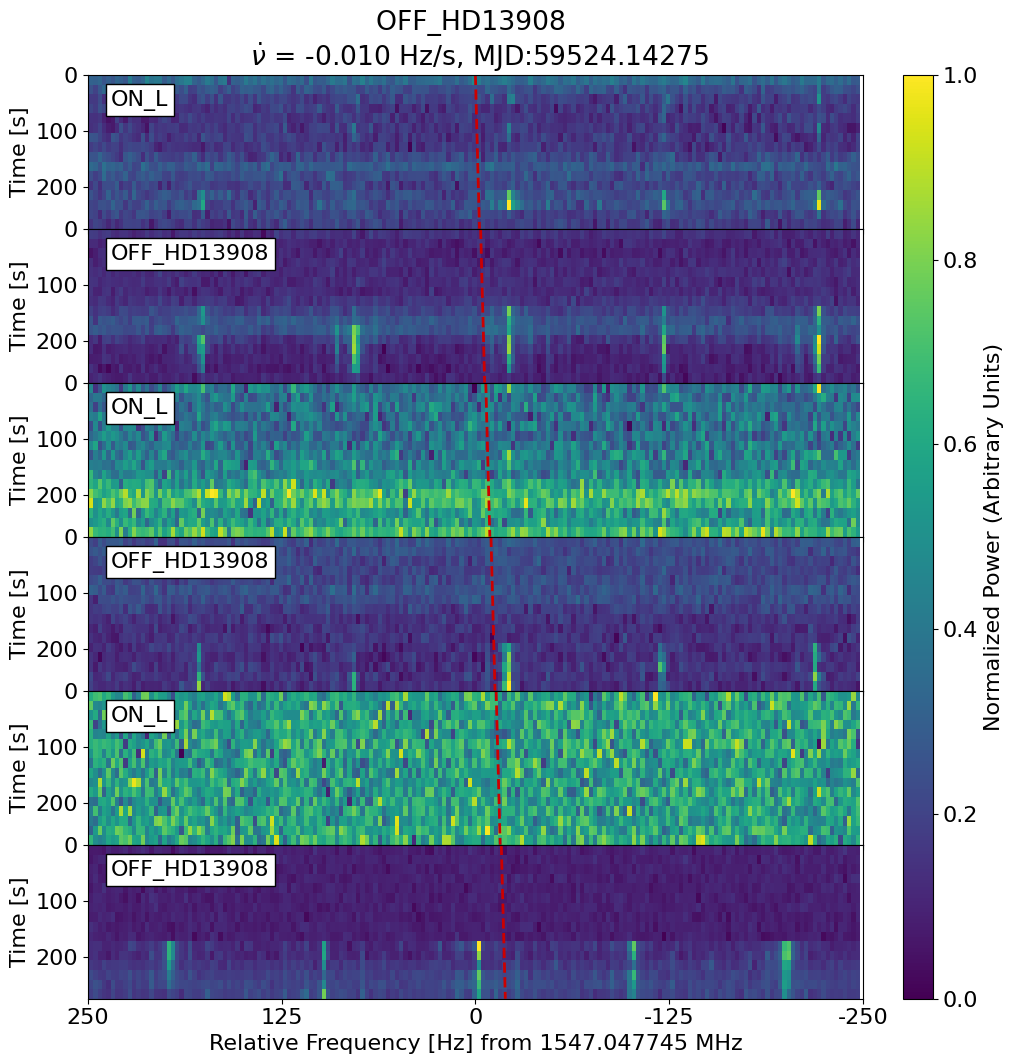 OFF_HD13908
ν̇ = -0.010 Hz/s, MJD:59524.14275
0
ON_L
100
200
Time [s]
0
OFF_HD13908
100
200
Time [s]
0
ON_L
100
200
Time [s]
0
OFF_HD13908
100
200
Time [s]
0
ON_L
100
200
Time [s]
0
OFF_HD13908
100
200
Time [s]
250 125 0 -125 -250
Relative Frequency [Hz] from 1547.047745 MHz
1.0
0.8
0.6
0.4
0.2
0.0
Normalized Power (Arbitrary Units)